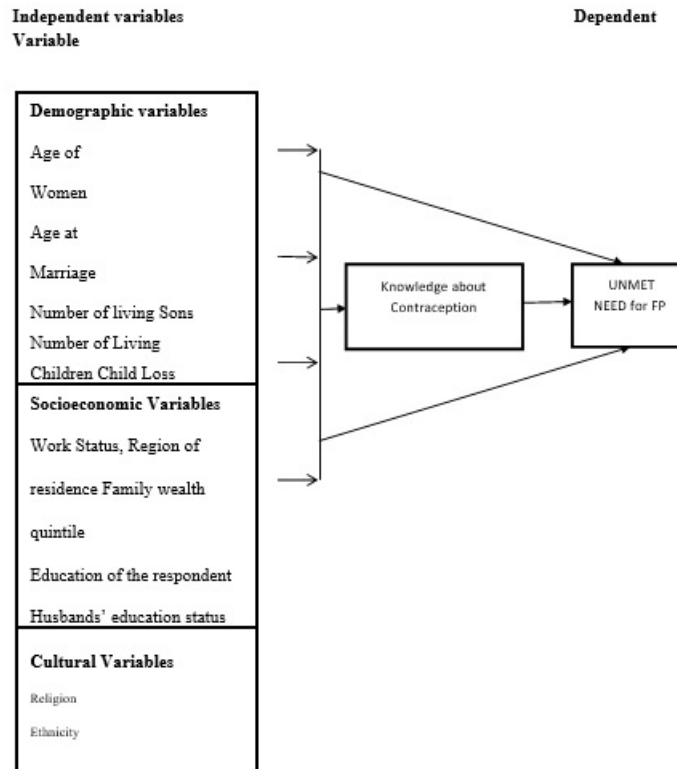 Independent variables Dependent
Variable
Demographic variables
Age of
Women
Age at
Marriage
Number of living Sons
Number of Living
Children Child Loss
Socioeconomic Variables
Work Status, Region of
residence Family wealth
quintile
Education of the respondent
Husbands’ education status
Cultural Variables
Religion
Ethnicity
Knowledge about
Contraception
UNMET
NEED for FP